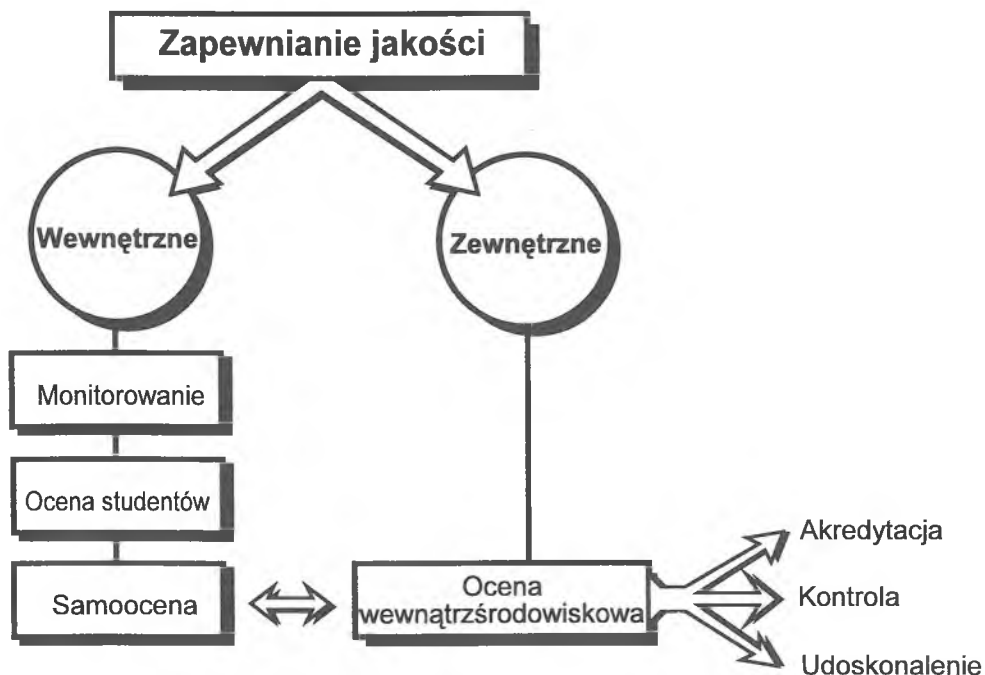 Zapewnianie jakości
Wewnętrzne
Zewnętrzne
Monitorowanie
Ocena studentów
Samoocena
Ocena
wewnątrzśrodowiskowa
Akredytacja
Kontrola
Udoskonalenie